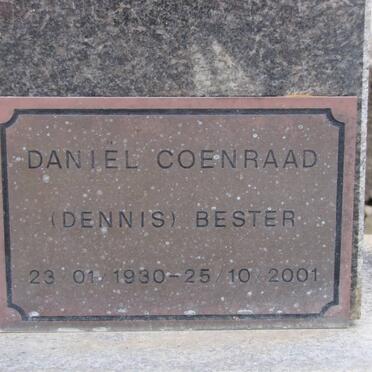 DANIEL COENRAAD
(DENNIS) BESTER
23/01/1930-25/10/2001